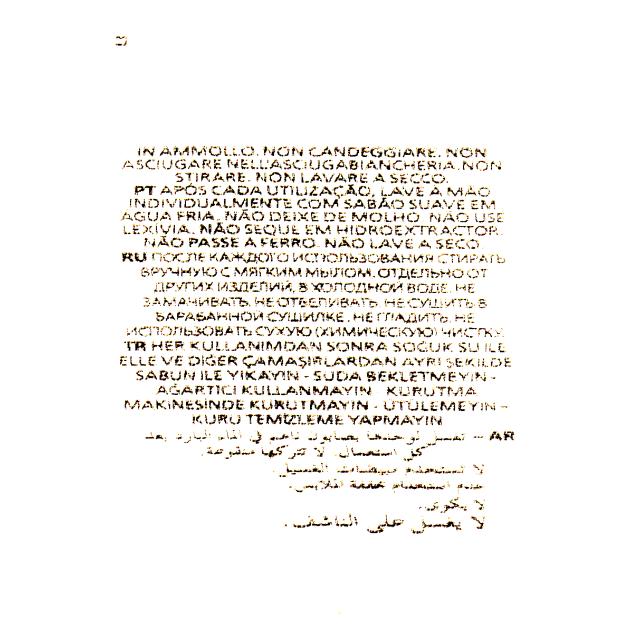 IN AMMOLLO. NON CANDEGGIARE. NON
ASCIUGARE NELL'ASCIUGABIANCHERIA. NON
STIRARE. NON LAVARE A SECCO.
PT APÓS CADA UTILIZAÇÃO, LAVE À MÃO
INDIVIDUALMENTE COM SABÃO SUAVE EM
ÁGUA FRIA. NÃO DEIXE DE MOLHO. NÃO USE
LEXÍVIA. NÃO SEQUE EM HIDROEXTRACTOR.
NÃO PASSE A FERRO. NÃO LAVE A SECO
RU ПОСЛЕ КАЖДОГО ИСПОЛЬЗОВАНИЯ СТИРАТЬ
ВРУЧНУЮ С МЯГКИМ МЫЛОМ, ОТДЕЛЬНО ОТ
ДРУГИХ ИЗДЕЛИЙ, В ХОЛОДНОЙ ВОДЕ. НЕ
ЗАМАЧИВАТЬ. НЕ ОТБЕЛИВАТЬ. НЕ СУШИТЬ В
БАРАБАННОЙ СУШИЛКЕ. НЕ ГЛАДИТЬ. НЕ
ИСПОЛЬЗОВАТЬ СУХУЮ (ХИМИЧЕСКУЮ) ЧИСТКУ.
TR HER KULLANIMDAN SONRA SOĞUK SU ILE
ELLE VE DIĞER ÇAMAŞIRLARDAN AYRI ŞEKILDE
SABUN ILE YIKAYIN - SUDA BEKLETMEYIN -
AĞARTICI KULLANMAYIN - KURUTMA
MAKINESINDE KURUTMAYIN - ÜTÜLEMEYIN -
KURU TEMIZLEME YAPMAYIN
AR – تغسل لوحدها بصابون ناعم في الماء البارد بعد
كل استعمال. لا تتركها منقوعة.
لا تستخدم مبيضات الغسيل.
عدم استخدام مجففة الملابس.
لا يكوى.
لا يغسل على الناشف.